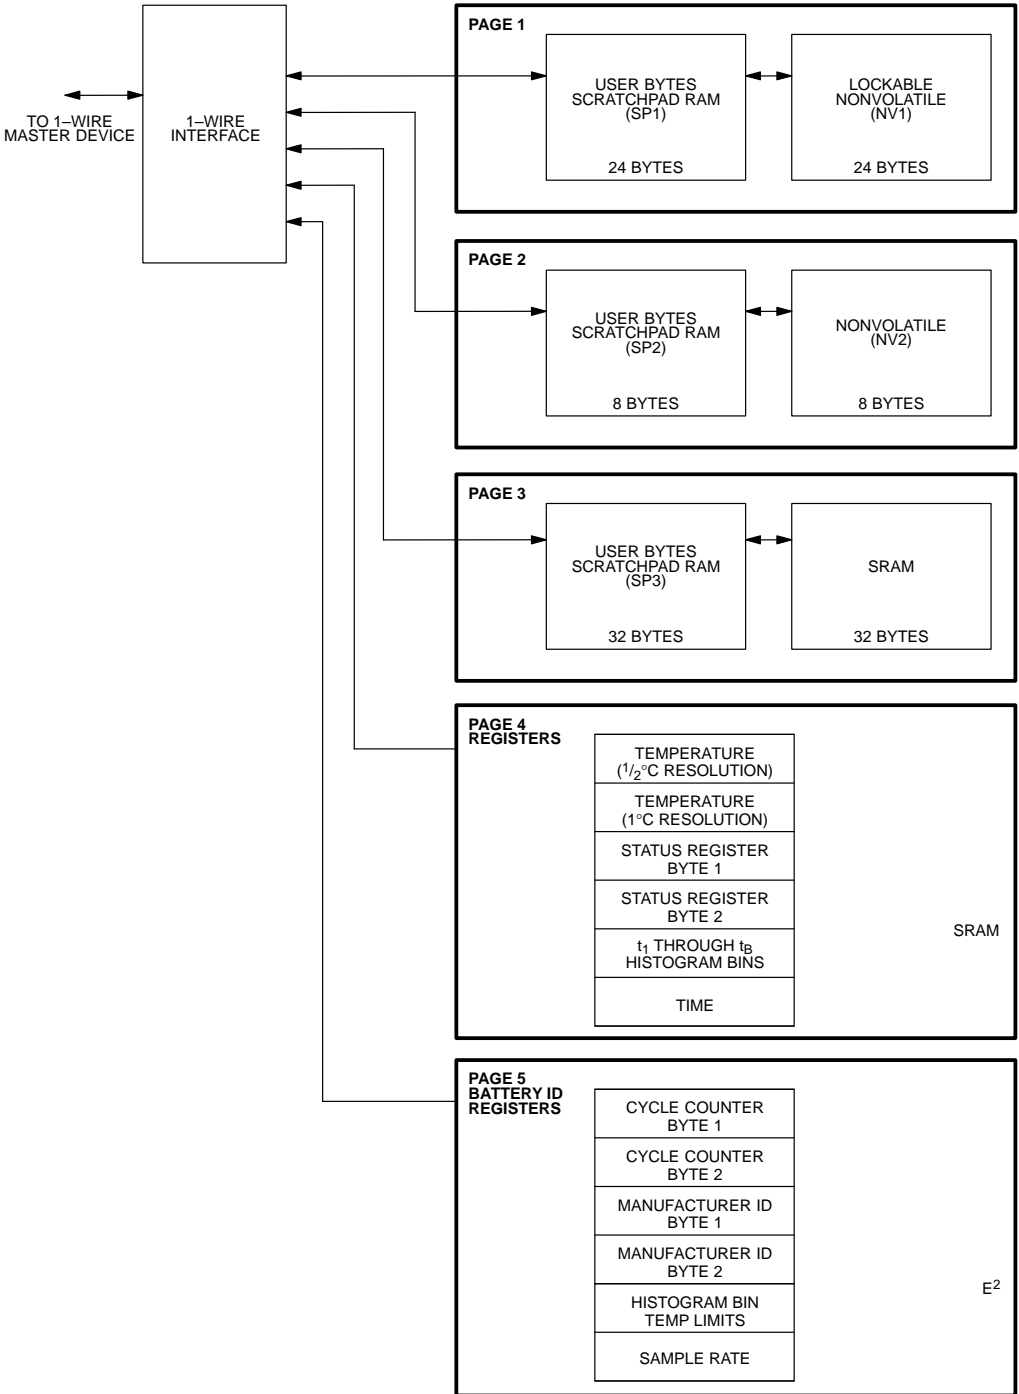 TO 1–WIRE
MASTER DEVICE
1–WIRE
INTERFACE
PAGE 1
USER BYTES
SCRATCHPAD RAM
(SP1)
24 BYTES
LOCKABLE
NONVOLATILE
(NV1)
24 BYTES
PAGE 2
USER BYTES
SCRATCHPAD RAM
(SP2)
8 BYTES
NONVOLATILE
(NV2)
8 BYTES
PAGE 3
USER BYTES
SCRATCHPAD RAM
(SP3)
32 BYTES
SRAM
32 BYTES
PAGE 4
REGISTERS
TEMPERATURE
(1/2°C RESOLUTION)
TEMPERATURE
(1°C RESOLUTION)
STATUS REGISTER
BYTE 1
STATUS REGISTER
BYTE 2
t1 THROUGH tB
HISTOGRAM BINS
TIME
SRAM
PAGE 5
BATTERY ID
REGISTERS
CYCLE COUNTER
BYTE 1
CYCLE COUNTER
BYTE 2
MANUFACTURER ID
BYTE 1
MANUFACTURER ID
BYTE 2
HISTOGRAM BIN
TEMP LIMITS
SAMPLE RATE
E2